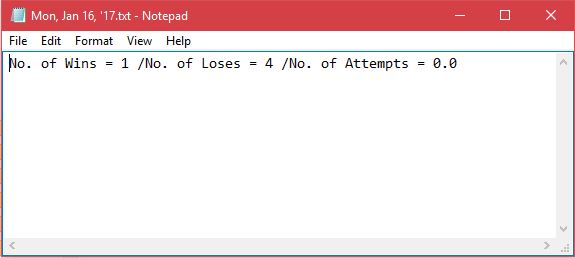 Mon, Jan 16, '17.txt - Notepad
File Edit Format View Help
No. of Wins = 1 /No. of Loses = 4 /No. of Attempts = 0.0